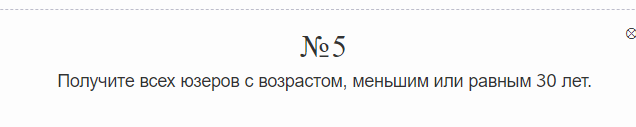 №5
Получите всех юзеров с возрастом, меньшим или равным 30 лет.